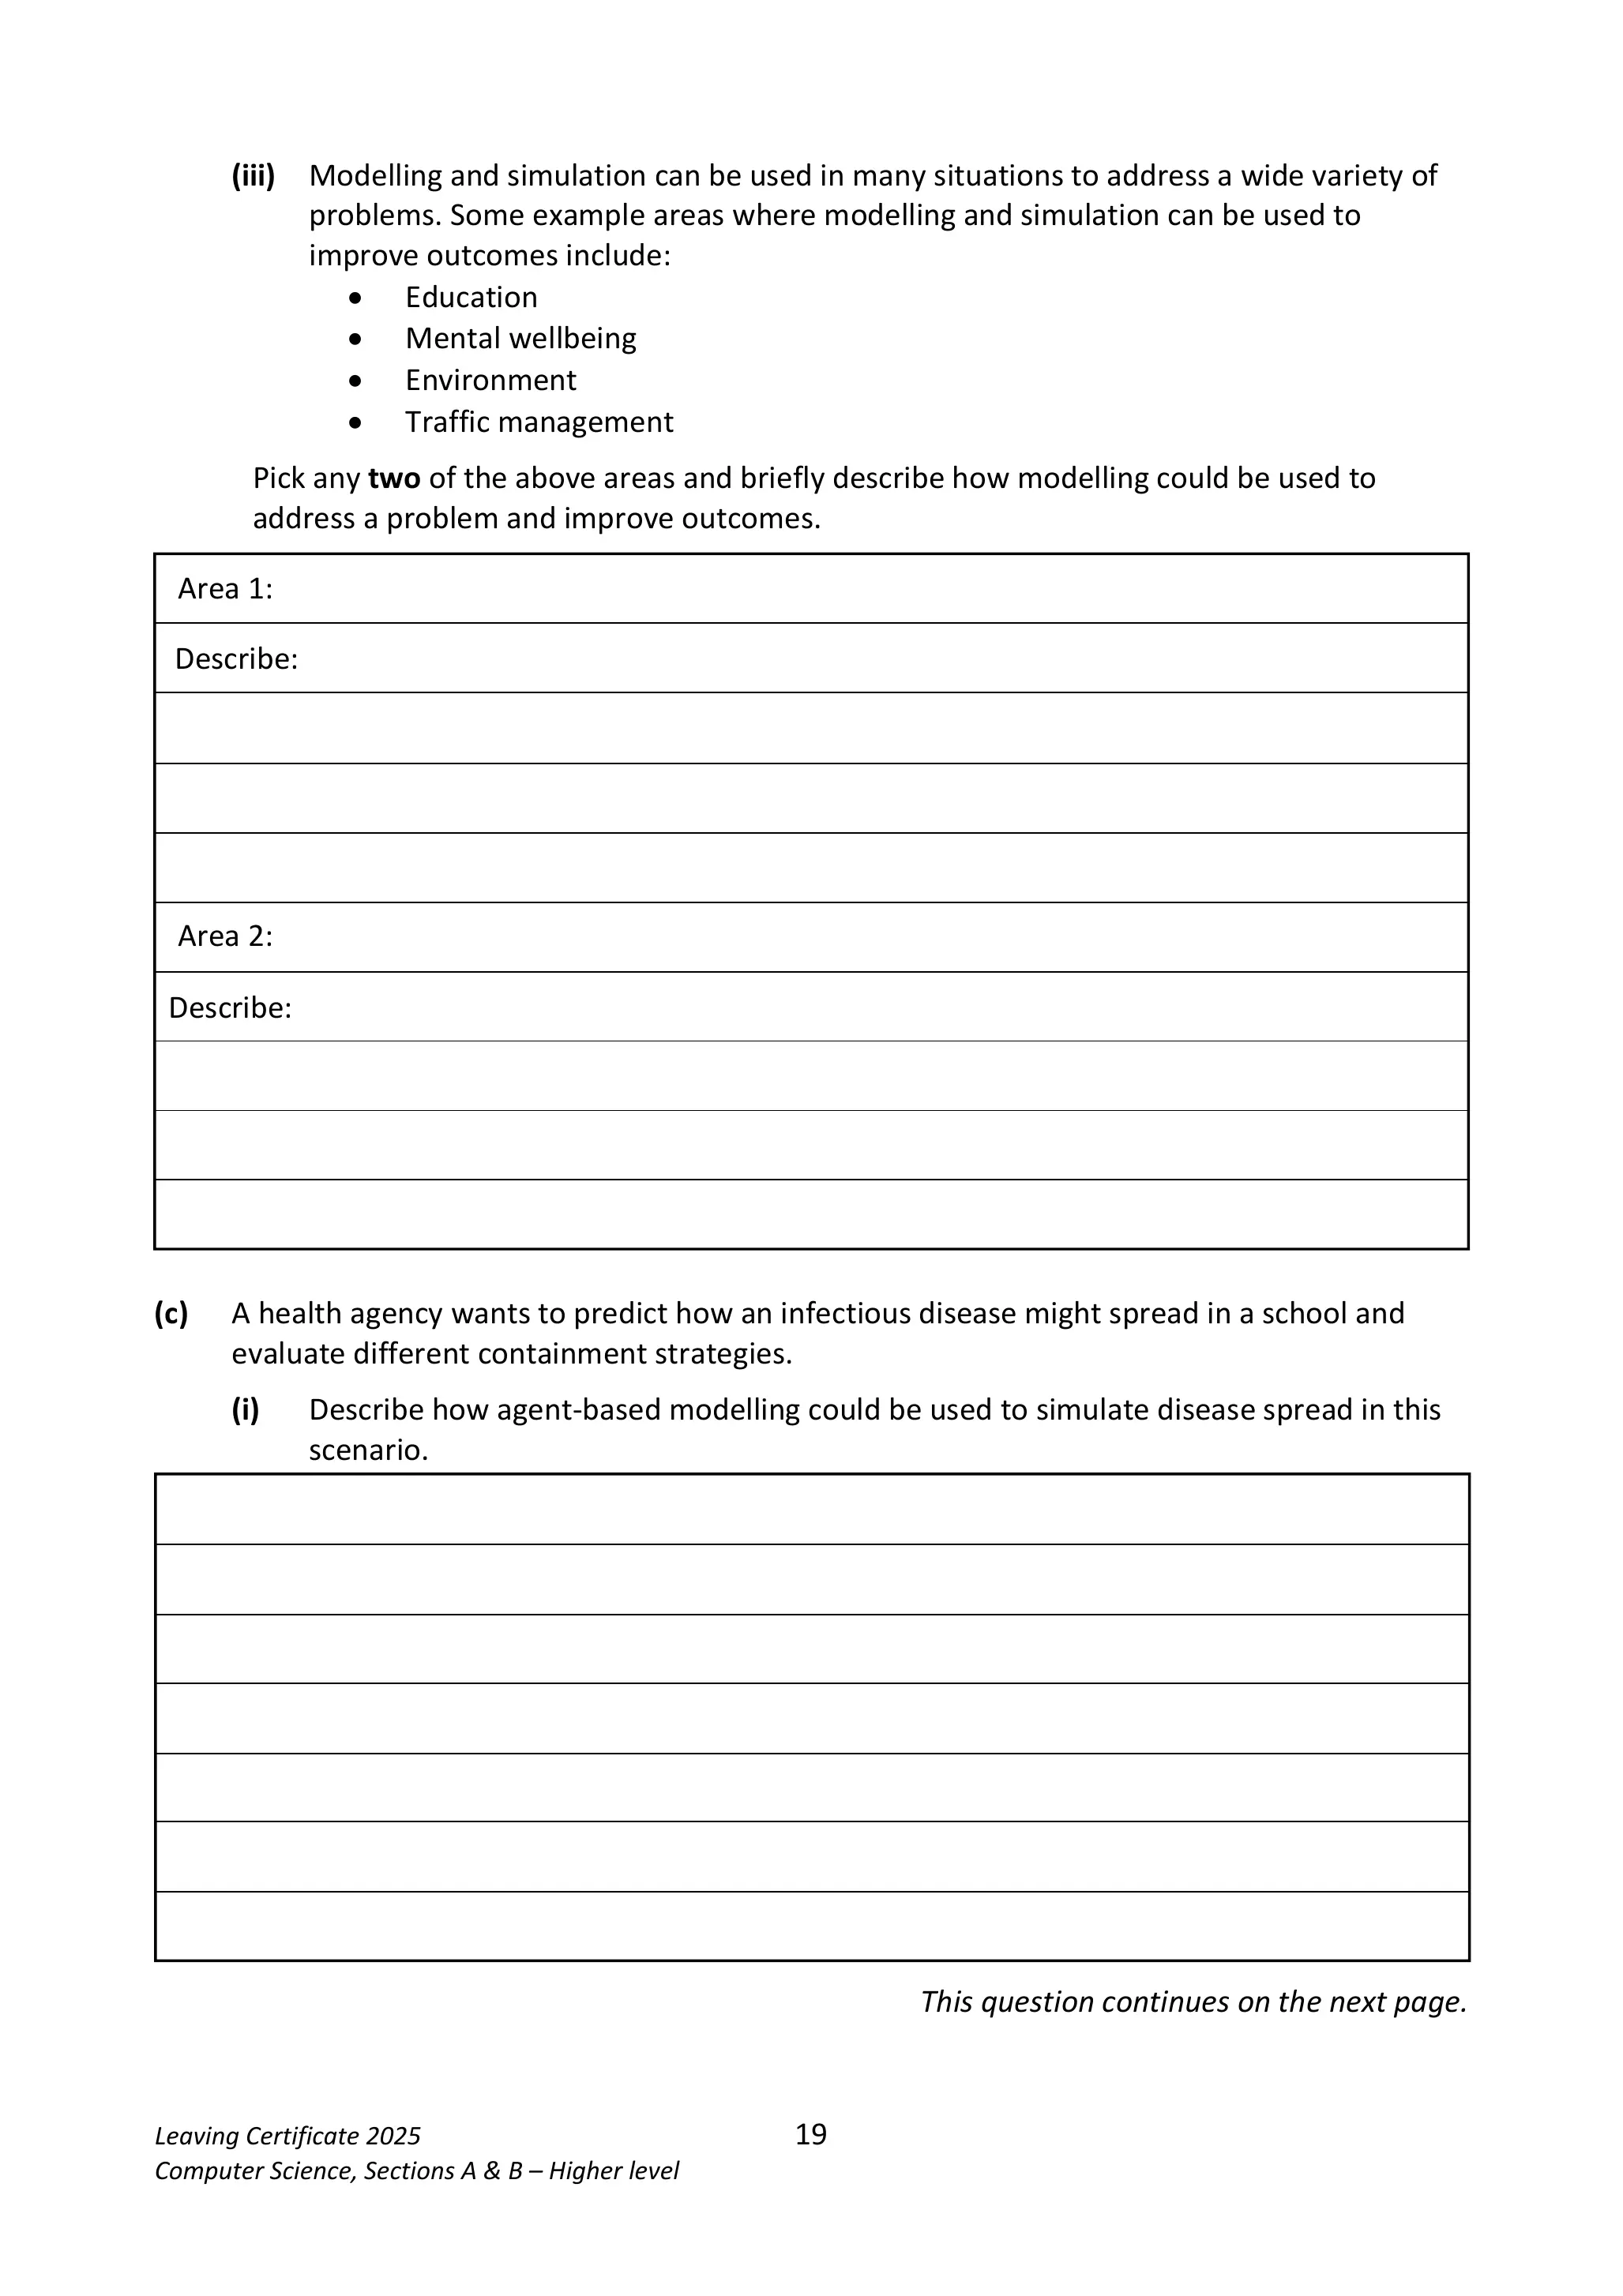 (iii) Modelling and simulation can be used in many situations to address a wide variety of
problems. Some example areas where modelling and simulation can be used to
improve outcomes include:
• Education
• Mental wellbeing
• Environment
• Traffic management
Pick any two of the above areas and briefly describe how modelling could be used to
address a problem and improve outcomes.
Area 1:
Describe:
Area 2:
Describe:
(c) A health agency wants to predict how an infectious disease might spread in a school and
evaluate different containment strategies.
(i) Describe how agent-based modelling could be used to simulate disease spread in this
scenario.
This question continues on the next page.
Leaving Certificate 2025
19
Computer Science, Sections A & B – Higher level